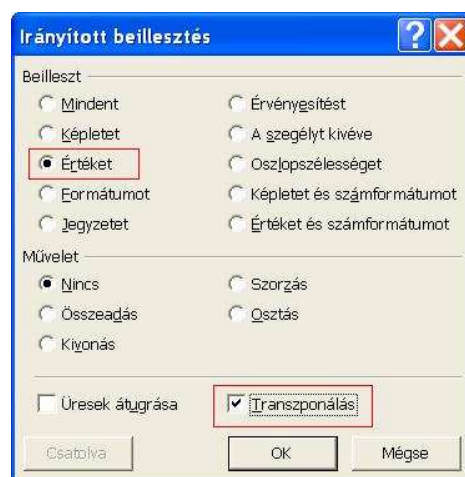 Irányított beillesztés
Beilleszt
Mindent
Érvényesítést
Képletet
A szegélyt kivéve
Értéket
Oszlopszélességet
Formátumot
Képletet és számformátumot
Jegyzetet
Értéket és számformátumot
Művelet
Nincs
Szorzás
Összeadás
Osztás
Kivonás
Üresek átugrása
Transzponálás
Csatolva
OK
Mégse